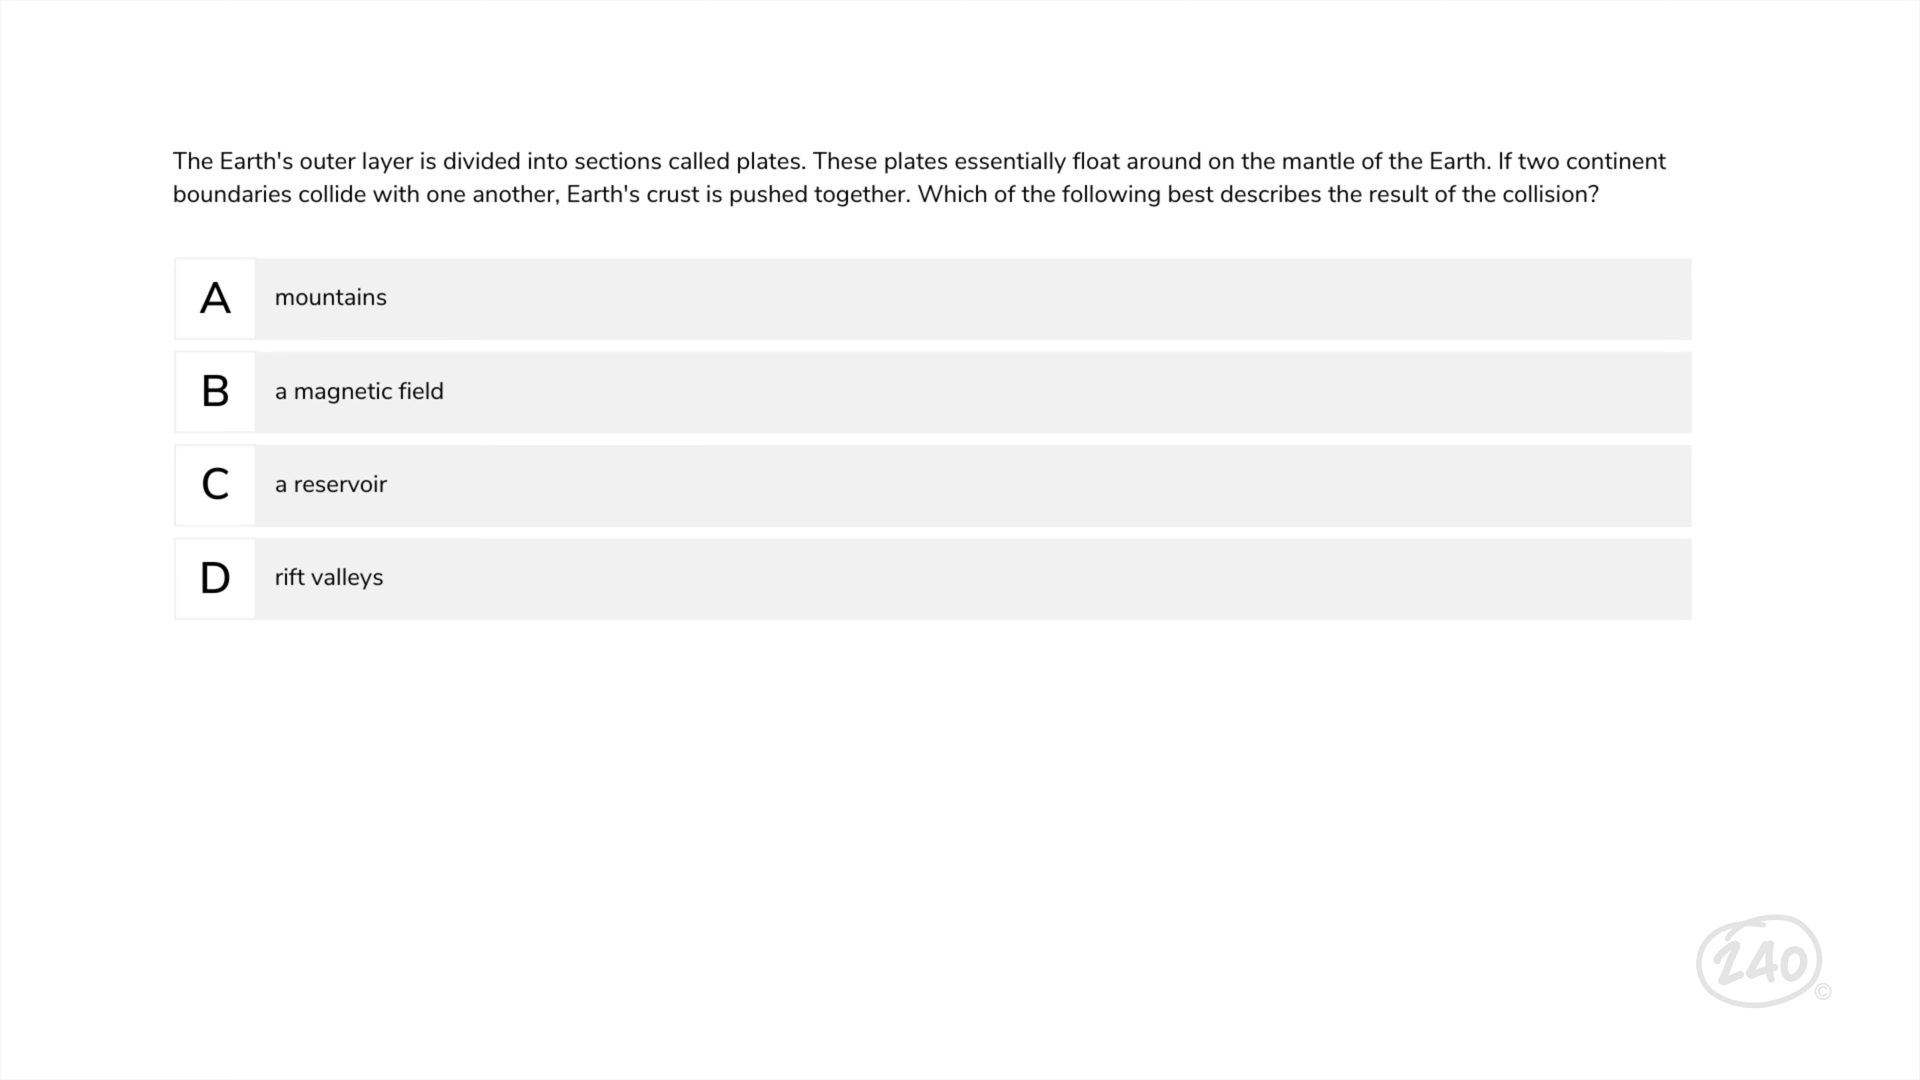 The Earth's outer layer is divided into sections called plates. These plates essentially float around on the mantle of the Earth. If two continent
boundaries collide with one another, Earth's crust is pushed together. Which of the following best describes the result of the collision?
A mountains
B a magnetic field
C a reservoir
D rift valleys
240
©